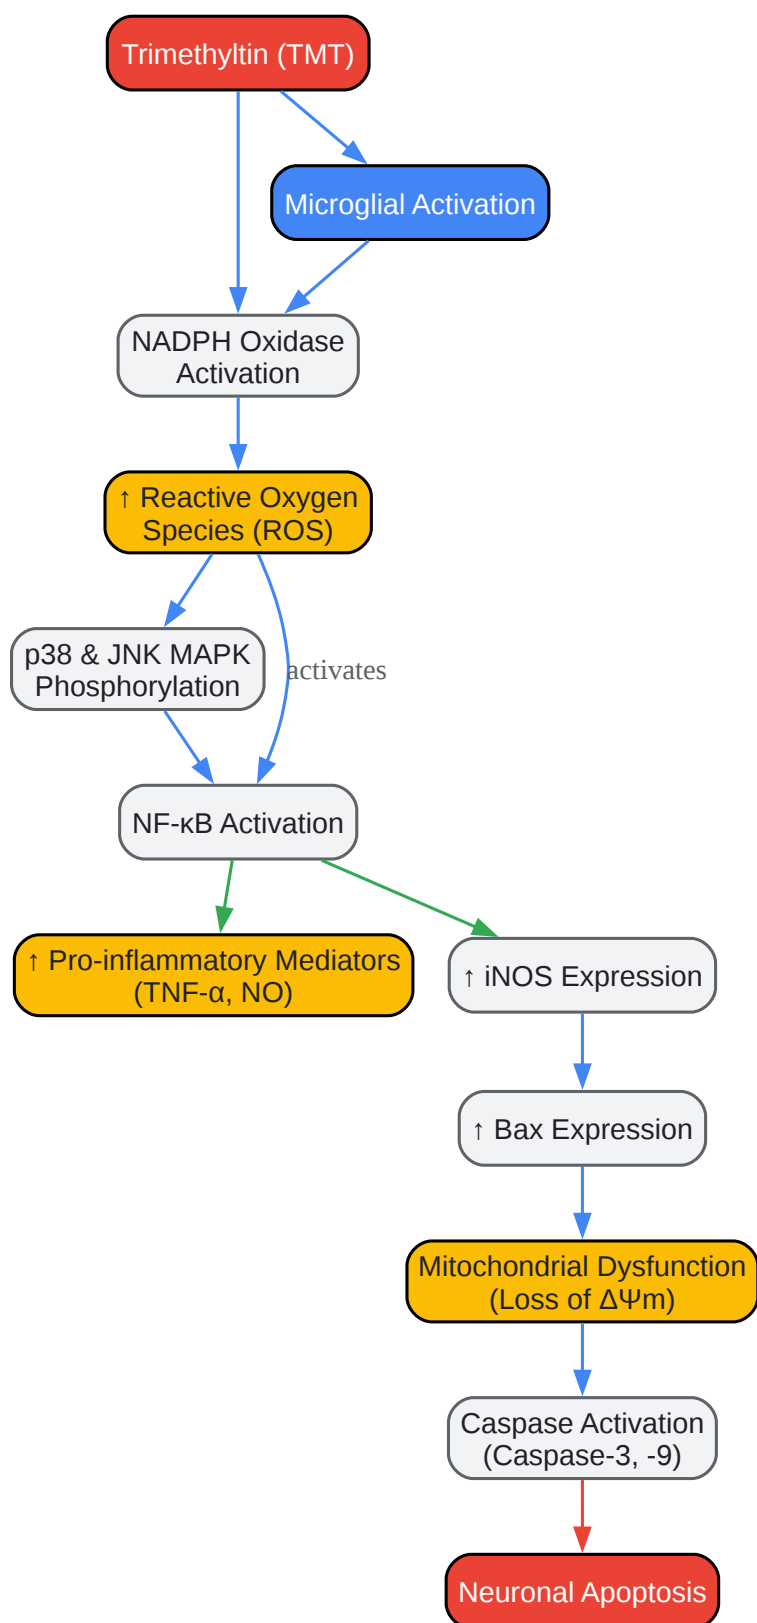 Trimethyltin (TMT)
Microglial Activation
NADPH Oxidase
Activation
↑ Reactive Oxygen
Species (ROS)
p38 & JNK MAPK
Phosphorylation
activates
NF-κB Activation
↑ Pro-inflammatory Mediators
(TNF-α, NO)
↑ iNOS Expression
↑ Bax Expression
Mitochondrial Dysfunction
(Loss of ΔΨm)
Caspase Activation
(Caspase-3, -9)
Neuronal Apoptosis